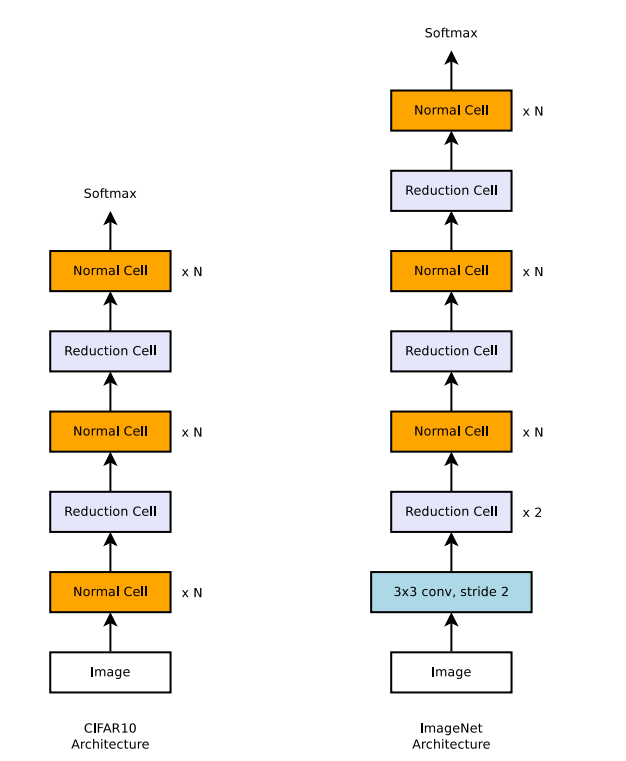 Softmax
Normal Cell
x N
Reduction Cell
Normal Cell
x N
Reduction Cell
Normal Cell
x N
Image
CIFAR10
Architecture
Softmax
Normal Cell
x N
Reduction Cell
Normal Cell
x N
Reduction Cell
Normal Cell
x N
Reduction Cell
x 2
3x3 conv, stride 2
Image
ImageNet
Architecture